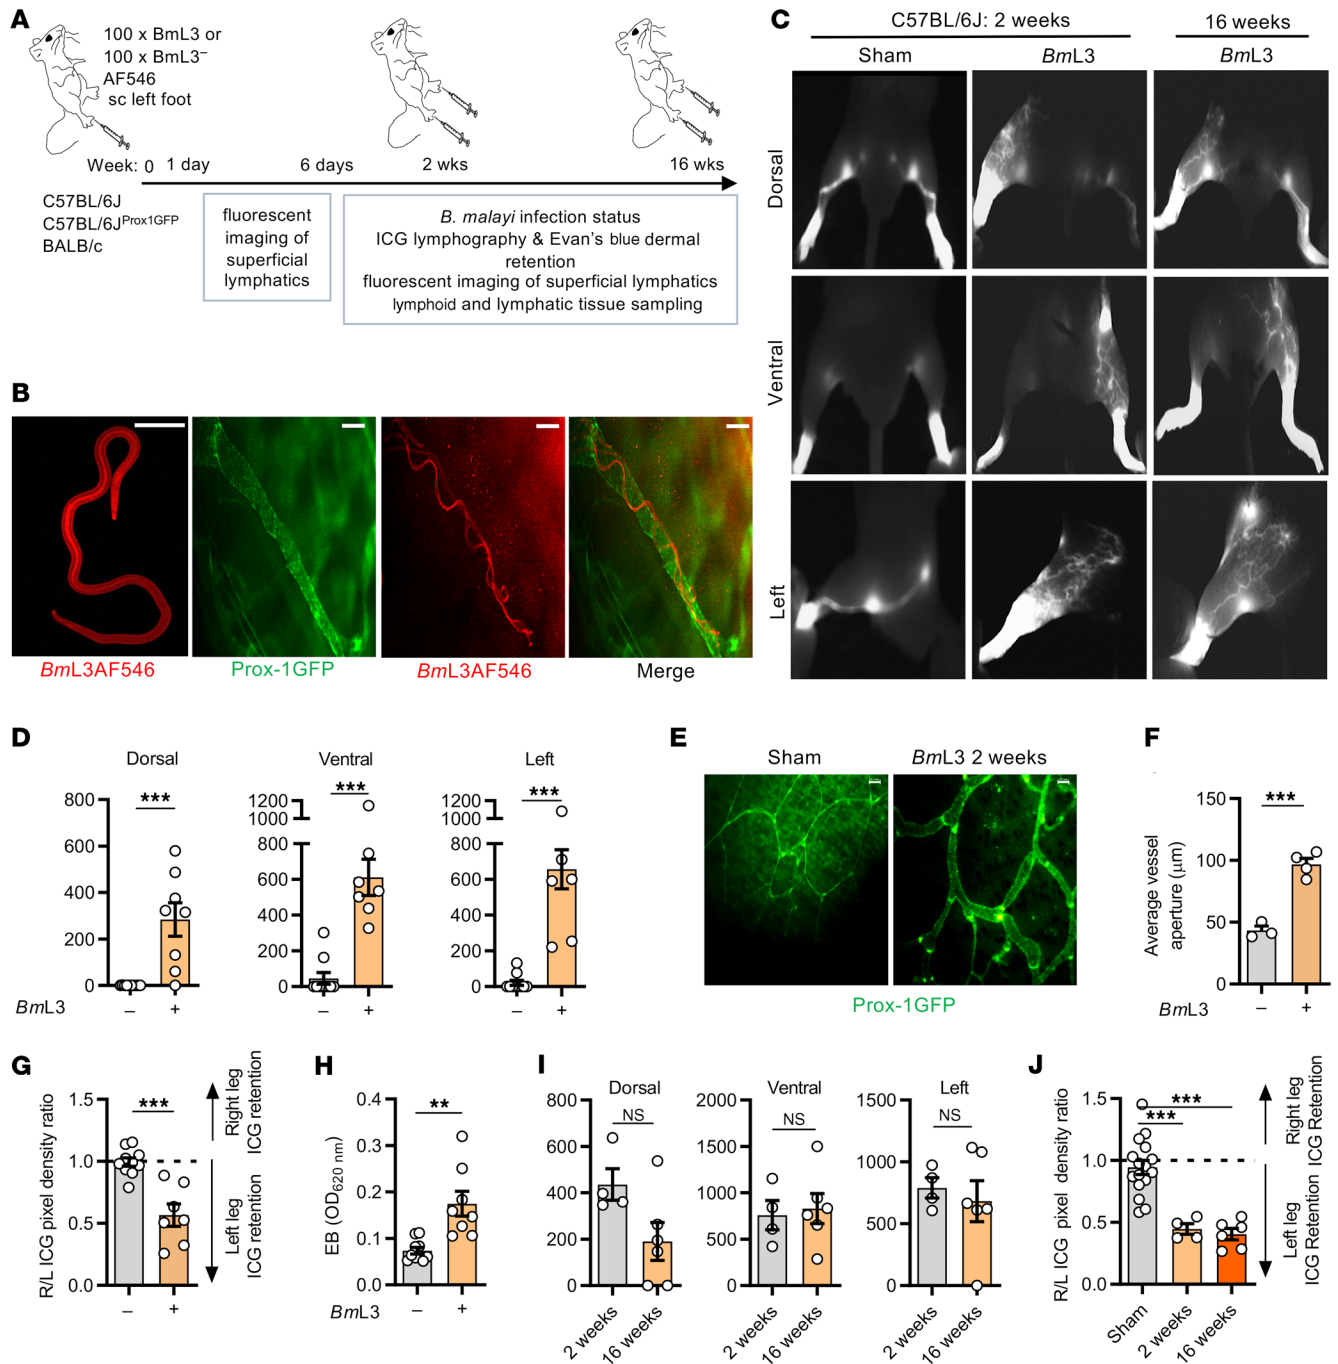 A
100 x BmL3 or
100 x BmL3–
AF546
sc left foot
Week: 0 1 day 6 days 2 wks 16 wks
C57BL/6J
C57BL/6JProx1GFP
BALB/c
fluorescent
imaging of
superficial
lymphatics
B. malayi infection status
ICG lymphography & Evan's blue dermal
retention
fluorescent imaging of superficial lymphatics
lymphoid and lymphatic tissue sampling
B
BmL3AF546 Prox-1GFP BmL3AF546 Merge
C
C57BL/6J: 2 weeks 16 weeks
Sham BmL3 BmL3
Dorsal
Ventral
Left
D
Dorsal
***
800
600
400
200
0
BmL3 – +
Ventral
***
1200
1000
800
600
400
200
0
– +
Left
***
1200
1000
800
600
400
200
0
– +
E
Sham BmL3 2 weeks
Prox-1GFP
F
***
Average vessel
aperture (µm)
150
100
50
0
BmL3 – +
G
R/L ICG pixel density ratio
***
1.5
1.0
0.5
0.0
– +
Right leg
ICG retention
Left leg
ICG retention
H
EB (OD620 nm)
**
0.4
0.3
0.2
0.1
0.0
BmL3 – +
I
Dorsal
NS
800
600
400
200
0
2 weeks
16 weeks
Ventral
NS
2000
1500
1000
500
0
2 weeks
16 weeks
Left
NS
1500
1000
500
0
2 weeks
16 weeks
J
R/L ICG pixel density ratio
***
***
1.5
1.0
0.5
0.0
Sham
2 weeks
16 weeks
Right leg
ICG Retention
Left leg
ICG Retention